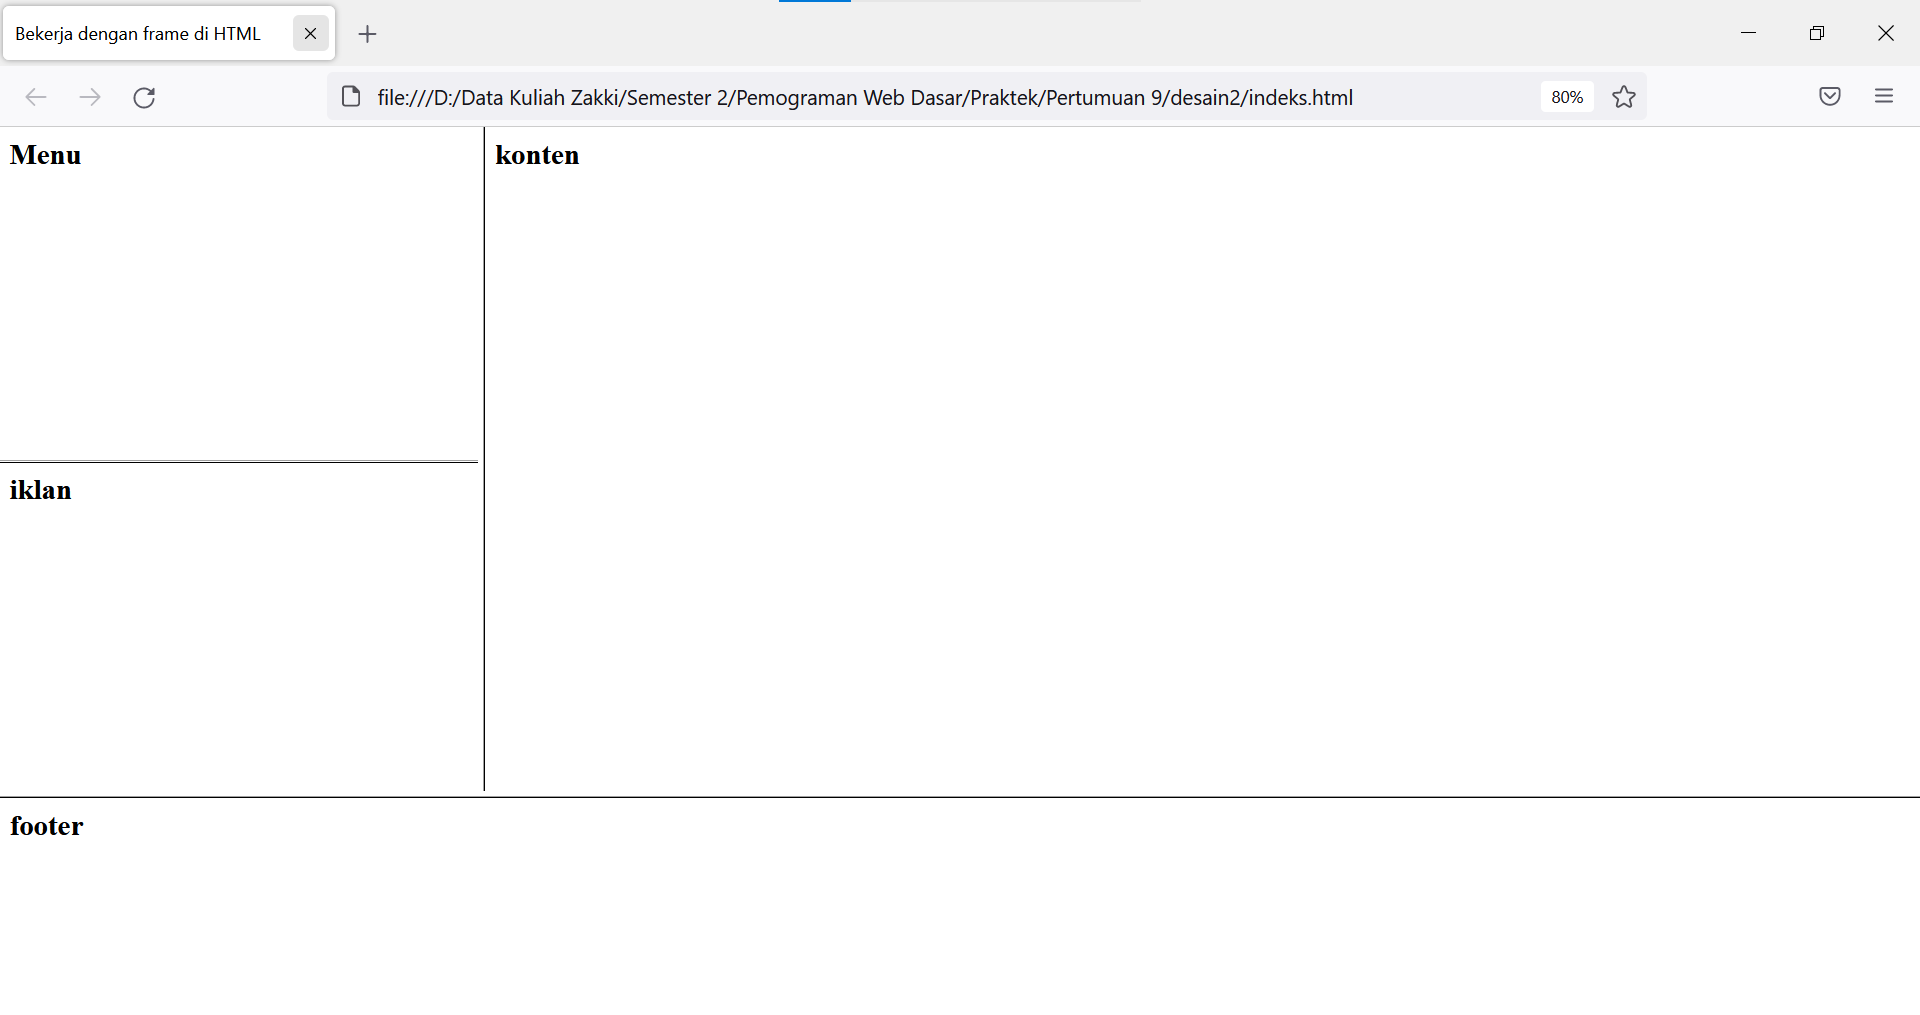 Bekerja dengan frame di HTML
file:///D:/Data Kuliah Zakki/Semester 2/Pemograman Web Dasar/Praktek/Pertumuan 9/desain2/indeks.html
80%
Menu
konten
iklan
footer